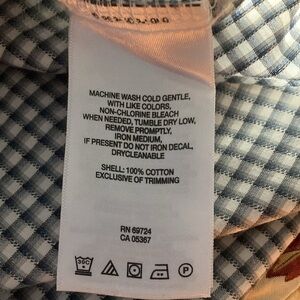 MACHINE WASH COLD GENTLE,
WITH LIKE COLORS,
NON-CHLORINE BLEACH
WHEN NEEDED, TUMBLE DRY LOW,
REMOVE PROMPTLY,
IRON MEDIUM,
IF PRESENT DO NOT IRON DECAL,
DRYCLEANABLE
SHELL: 100% COTTON
EXCLUSIVE OF TRIMMING
RN 69724
CA 05367
30C
P